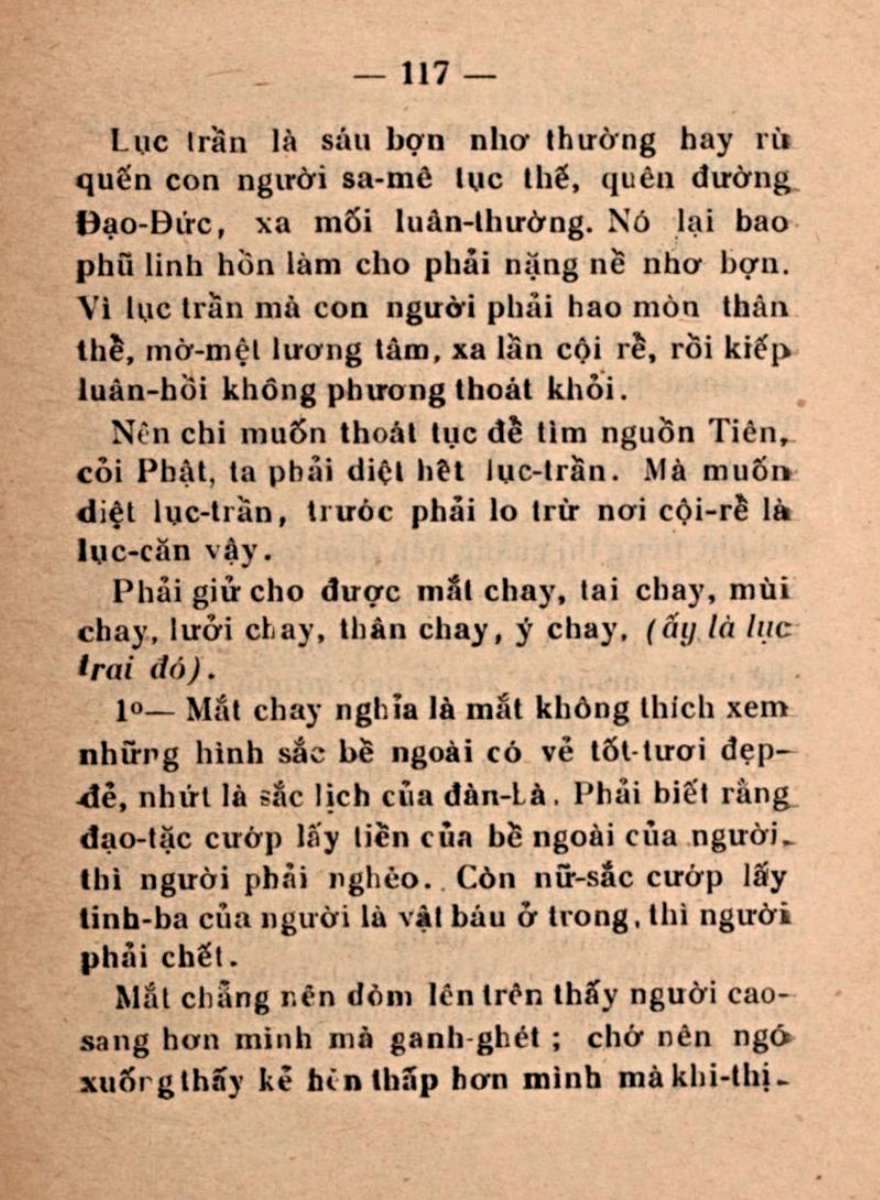 — 117 —
Lục trần là sáu bợn nhơ thường hay rù
quến con người sa-mê tục thế, quên đường
Đạo-Đức, xa mối luân-thường. Nó lại bao
phũ linh hồn làm cho phải nặng nề nhơ bợn.
Vì lục trần mà con người phải hao mòn thân
thể, mờ-mệt lương tâm, xa lần cội rễ, rồi kiếp
luân-hồi không phương thoát khỏi.
Nên chi muốn thoát tục để tìm nguồn Tiên,
cỏi Phật, ta phải diệt hết lục-trần. Mà muốn
diệt lục-trần, trước phải lo trừ nơi cội-rễ là
lục-căn vậy.
Phải giử cho được mắt chay, tai chay, mùi
chay, lưởi chay, thân chay, ý chay, (ấy là lục
trai đó).
1º— Mắt chay nghĩa là mắt không thích xem
những hình sắc bề ngoài có vẻ tốt-tươi đẹp-
đẻ, nhứt là sắc lịch của đàn-bà. Phải biết rằng
đạo-tặc cướp lấy tiền của bề ngoài của người,
thì người phải nghèo. Còn nữ-sắc cướp lấy
tinh-ba của người là vật báu ở trong, thì người
phải chết.
Mắt chẳng nên dòm lên trên thấy người cao-
sang hơn mình mà ganh-ghét ; chớ nên ngó
xuống thấy kẻ hèn thấp hơn mình mà khi-thị.